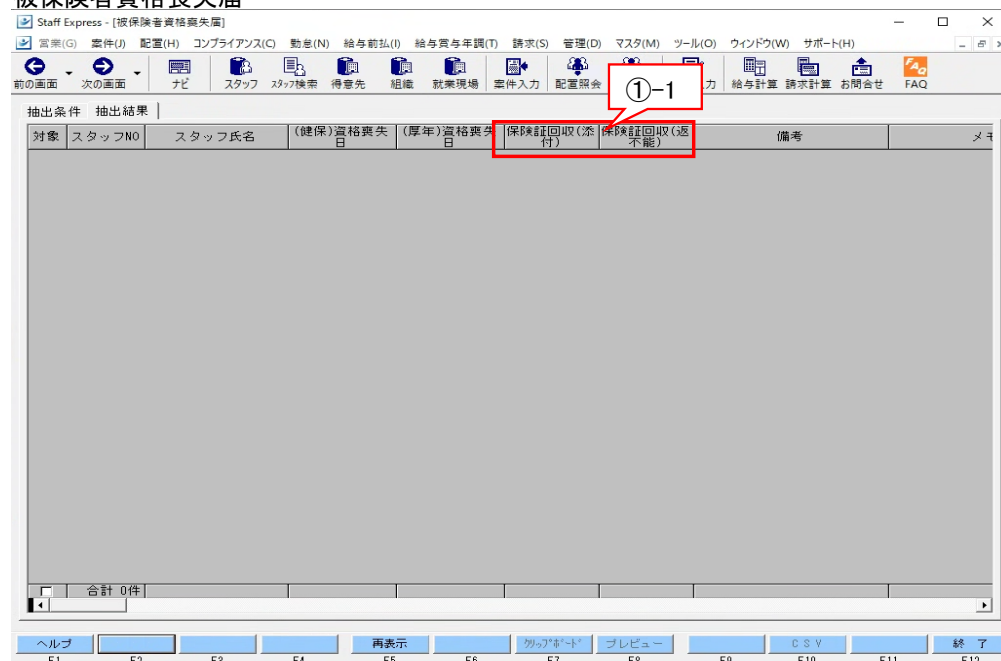 被保険者資格喪失届
Staff Express - [被保険者資格喪失届]
営業(G) 案件(J) 配置(H) コンプライアンス(C) 勤怠(N) 給与前払(I) 給与賞与年調(T) 請求(S) 管理(D) マスタ(M) ツール(O) ウィンドウ(W) サポート(H)
前の画面 次の画面 ナビ スタッフ スタッフ検索 得意先 組織 就業現場 案件入力 配置照会 力 給与計算 請求計算 お問合せ FAQ
①-1
抽出条件 抽出結果
対象 スタッフNO スタッフ氏名 (健保)資格喪失日 (厚年)資格喪失日 保険証回収(添付) 保険証回収(返不能) 備考 メモ
合計 0件
ヘルプ 再表示 クリップボード プレビュー CSV 終 了
F1 F2 F3 F4 F5 F6 F7 F8 F9 F10 F11 F12